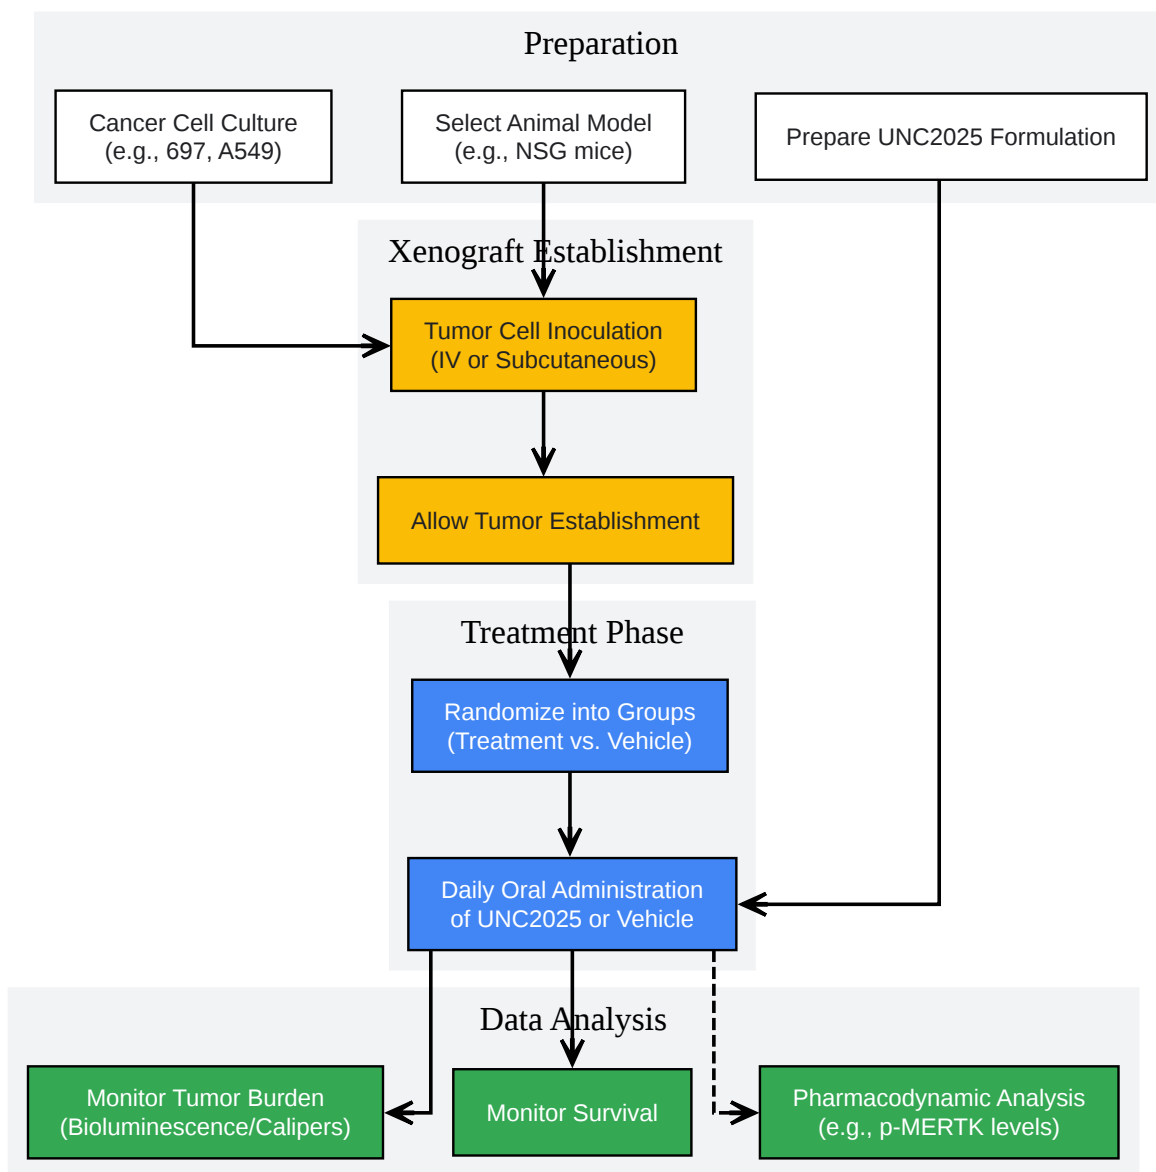 Preparation
Cancer Cell Culture
(e.g., 697, A549)
Select Animal Model
(e.g., NSG mice)
Prepare UNC2025 Formulation
Xenograft Establishment
Tumor Cell Inoculation
(IV or Subcutaneous)
Allow Tumor Establishment
Treatment Phase
Randomize into Groups
(Treatment vs. Vehicle)
Daily Oral Administration
of UNC2025 or Vehicle
Data Analysis
Monitor Tumor Burden
(Bioluminescence/Calipers)
Monitor Survival
Pharmacodynamic Analysis
(e.g., p-MERTK levels)